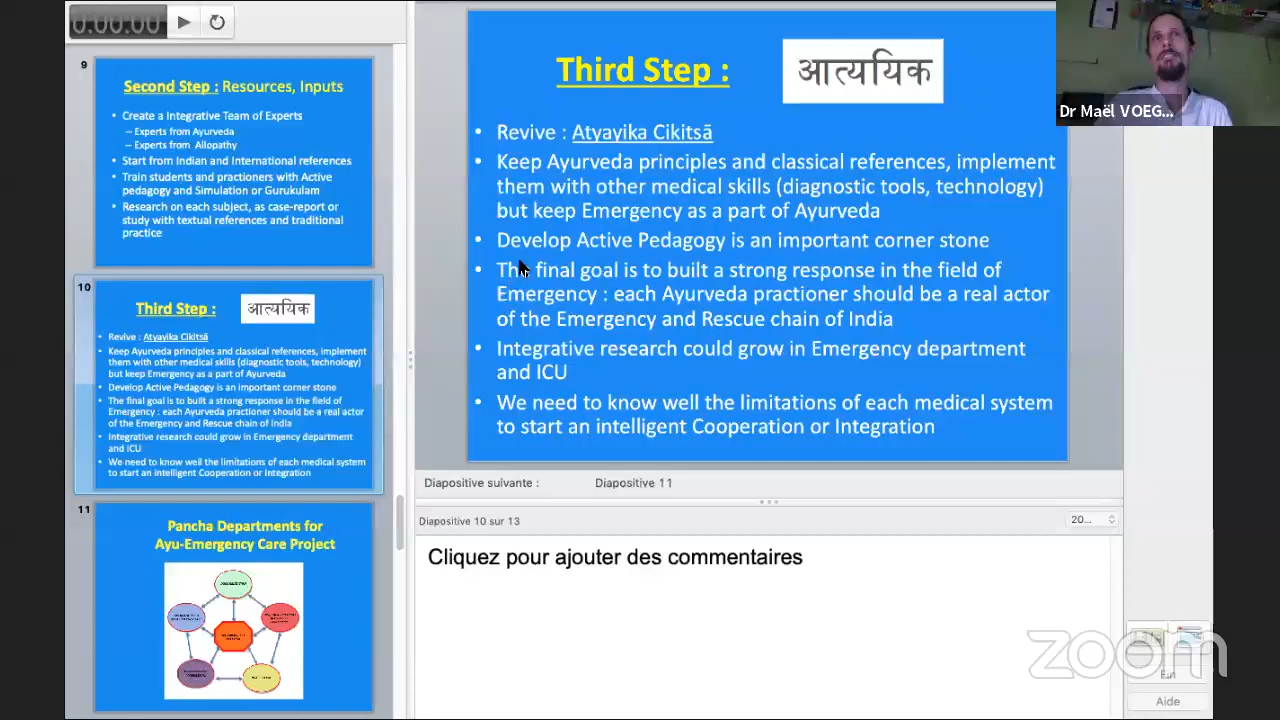 0:00:00
9
Second Step : Resources, Inputs
• Create a Integrative Team of Experts
– Experts from Ayurveda
– Experts from Allopathy
• Start from Indian and International references
• Train students and practioners with Active
pedagogy and Simulation or Gurukulam
• Research on each subject, as case-report or
study with textual references and traditional
practice
10
Third Step : आत्ययिक
• Revive : Atyayika Cikitsā
• Keep Ayurveda principles and classical references, implement
them with other medical skills (diagnostic tools, technology)
but keep Emergency as a part of Ayurveda
• Develop Active Pedagogy is an important corner stone
• The final goal is to built a strong response in the field of
Emergency : each Ayurveda practioner should be a real actor
of the Emergency and Rescue chain of India
• Integrative research could grow in Emergency department
and ICU
• We need to know well the limitations of each medical system
to start an intelligent Cooperation or Integration
11
Pancha Departments for
Ayu-Emergency Care Project
Third Step : आत्ययिक
• Revive : Atyayika Cikitsā
• Keep Ayurveda principles and classical references, implement
them with other medical skills (diagnostic tools, technology)
but keep Emergency as a part of Ayurveda
• Develop Active Pedagogy is an important corner stone
• The final goal is to built a strong response in the field of
Emergency : each Ayurveda practioner should be a real actor
of the Emergency and Rescue chain of India
• Integrative research could grow in Emergency department
and ICU
• We need to know well the limitations of each medical system
to start an intelligent Cooperation or Integration
Diapositive suivante : Diapositive 11
Diapositive 10 sur 13
20...
Cliquez pour ajouter des commentaires
Dr Maël VOEG...
zoom
Fin
Aide